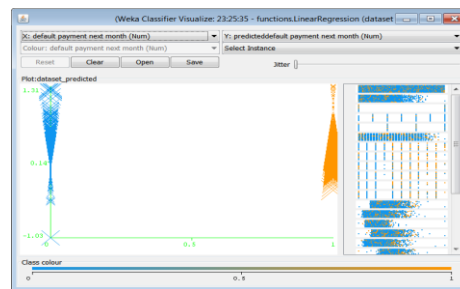 (Weka Classifier Visualize: 23:25:35 - functions.LinearRegression (dataset
X: default payment next month (Num)
Y: predicteddefault payment next month (Num)
Colour: default payment next month (Num)
Select Instance
Reset Clear Open Save
Jitter
Plot:dataset_predicted
1.31
0.14
0
0.5
1
Class colour
0
0.5
1